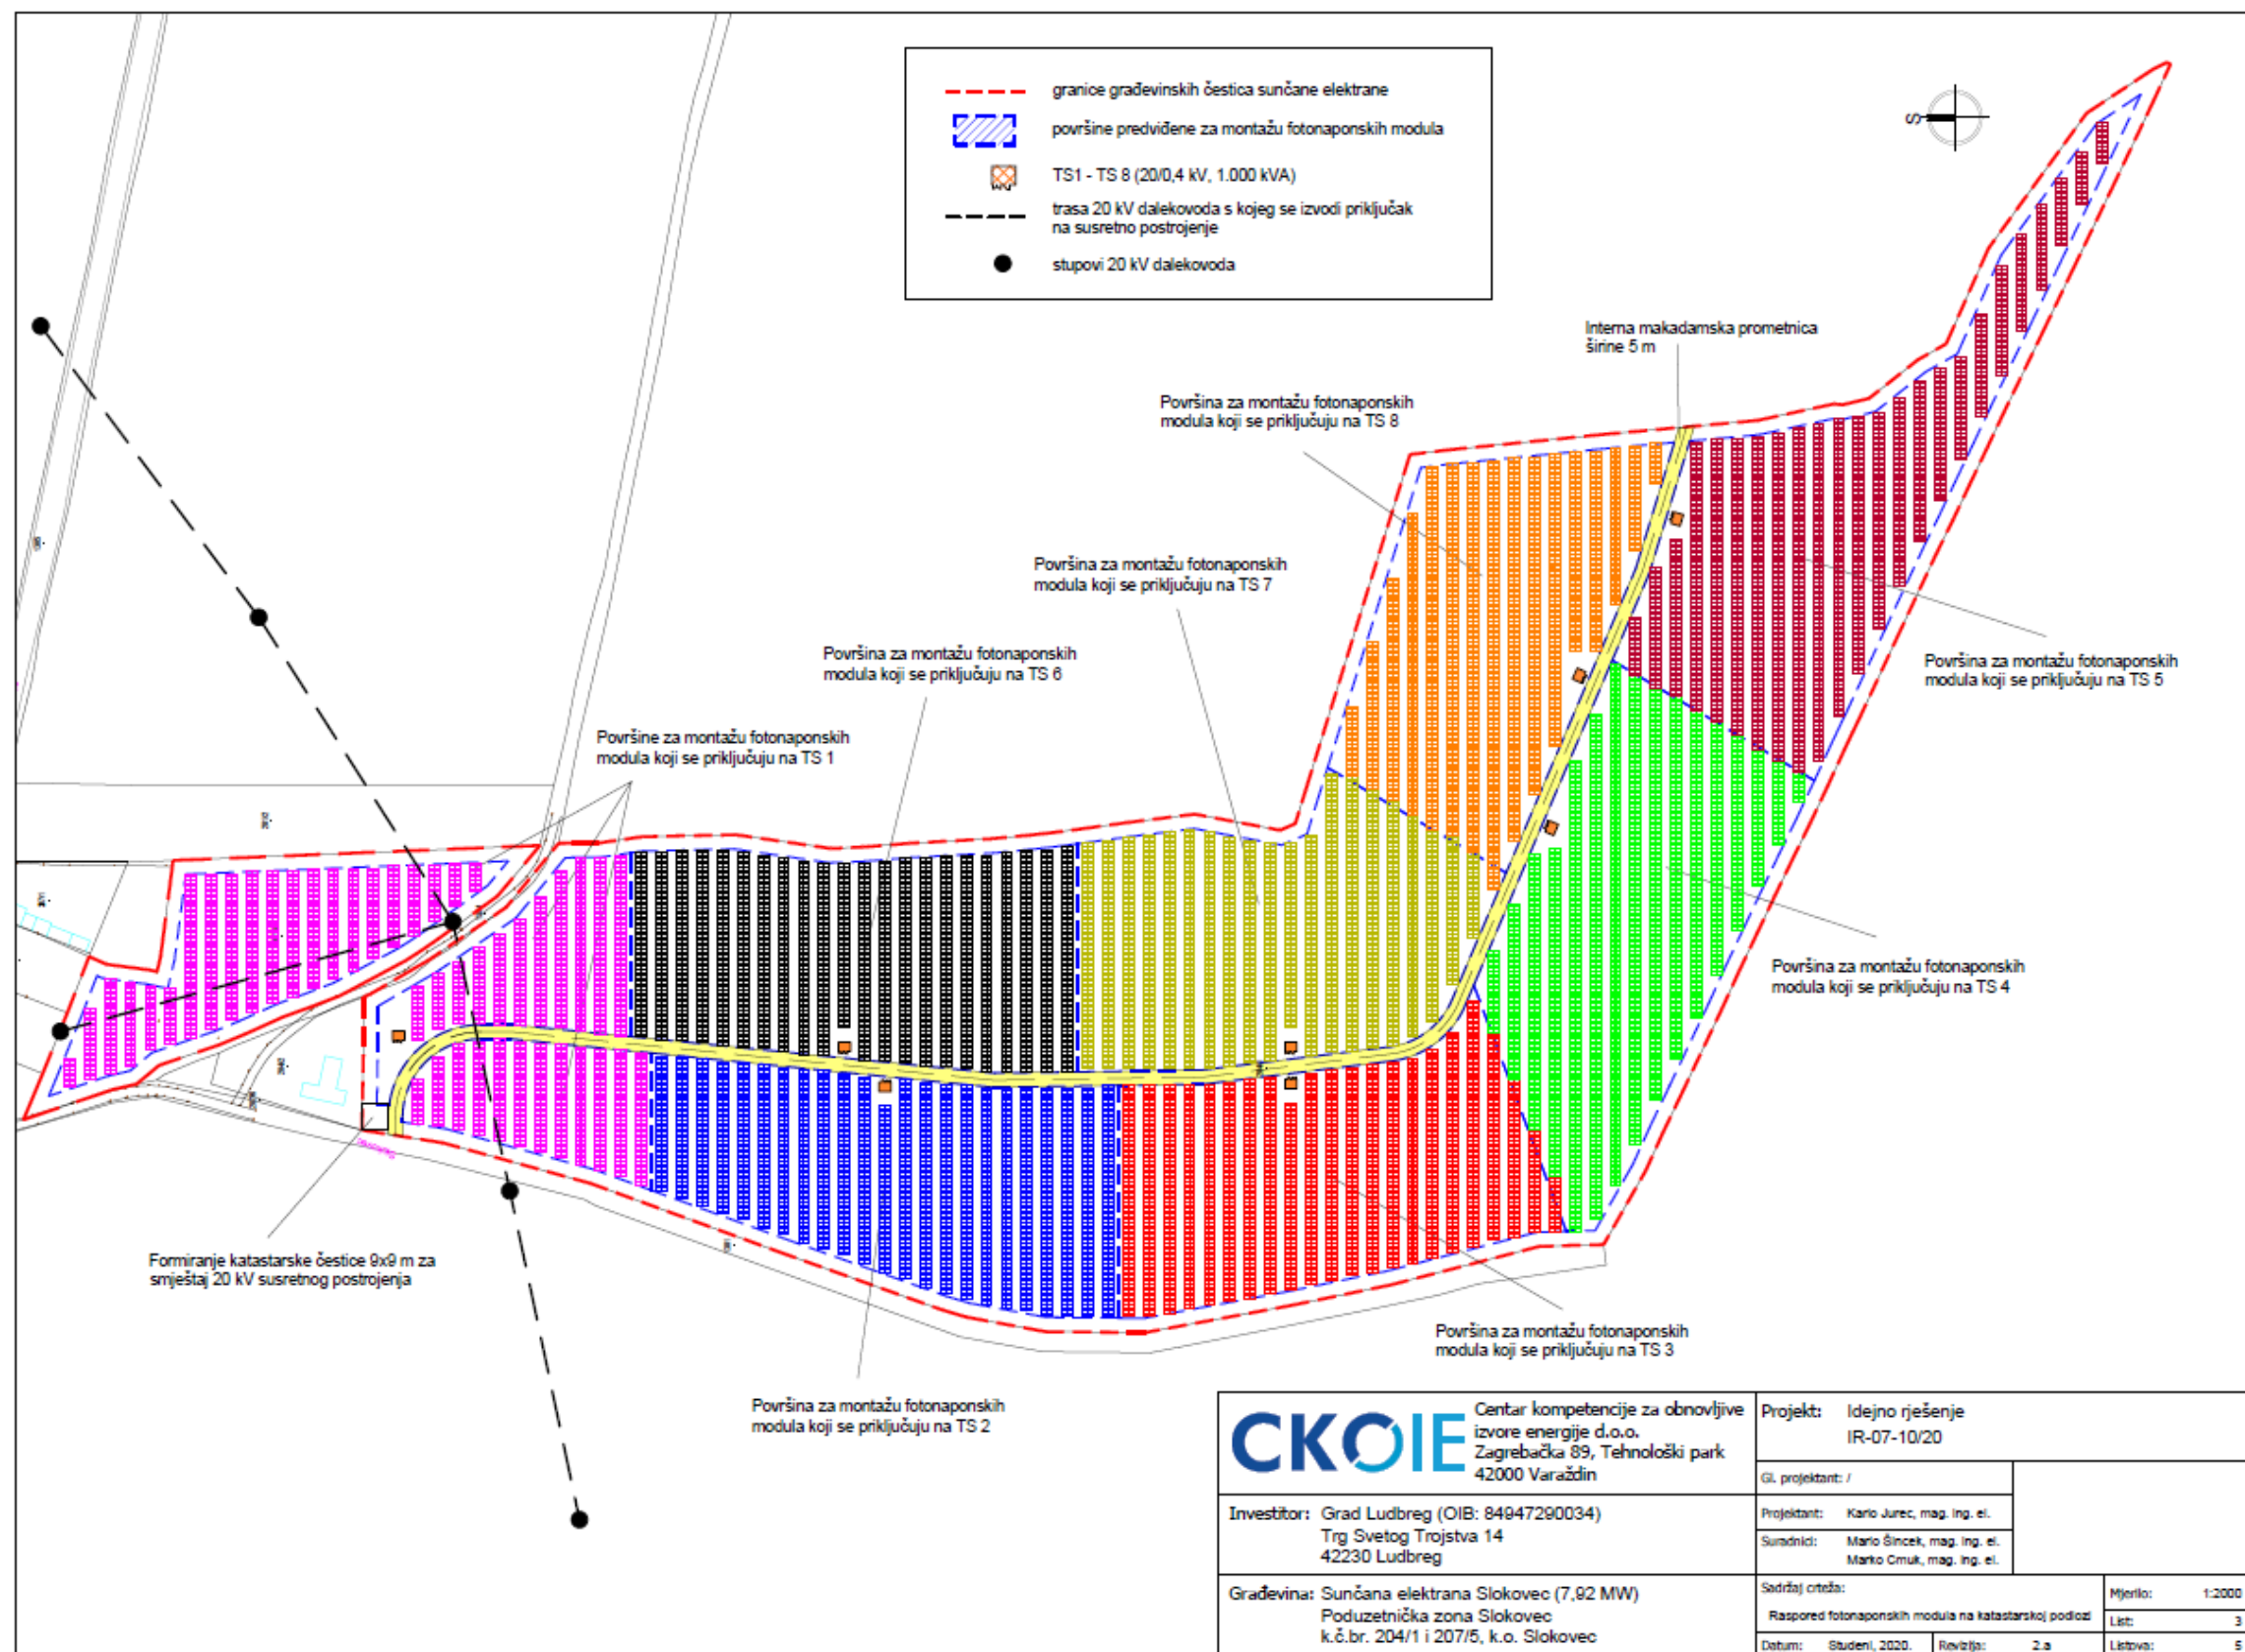 granice građevinskih čestica sunčane elektrane
površine predviđene za montažu fotonaponskih modula
TS1 - TS 8 (20/0,4 kV, 1.000 kVA)
trasa 20 kV dalekovoda s kojeg se izvodi priključak
na susretno postrojenje
stupovi 20 kV dalekovoda
S
Interna makadamska prometnica
širine 5 m
Površina za montažu fotonaponskih
modula koji se priključuju na TS 8
Površina za montažu fotonaponskih
modula koji se priključuju na TS 7
Površina za montažu fotonaponskih
modula koji se priključuju na TS 6
Površina za montažu fotonaponskih
modula koji se priključuju na TS 5
Površine za montažu fotonaponskih
modula koji se priključuju na TS 1
Površina za montažu fotonaponskih
modula koji se priključuju na TS 4
Formiranje katastarske čestice 9x9 m za
smještaj 20 kV susretnog postrojenja
Površina za montažu fotonaponskih
modula koji se priključuju na TS 3
Površina za montažu fotonaponskih
modula koji se priključuju na TS 2
CKOIE
Centar kompetencije za obnovljive
izvore energije d.o.o.
Zagrebačka 89, Tehnološki park
42000 Varaždin
Projekt: Idejno rješenje
IR-07-10/20
Gl. projektant: /
Investitor: Grad Ludbreg (OIB: 84947290034)
Trg Svetog Trojstva 14
42230 Ludbreg
Projektant: Karlo Jurec, mag. ing. el.
Suradnici: Mario Šincek, mag. ing. el.
Marko Crnuk, mag. ing. el.
Građevina: Sunčana elektrana Slokovec (7,92 MW)
Poduzetnička zona Slokovec
k.č.br. 204/1 i 207/5, k.o. Slokovec
Sadržaj crteža:
Raspored fotonaponskih modula na katastarskoj podlozi
Mjerilo: 1:2000
List: 3
Datum: Studeni, 2020. Revizija: 2.a Listova: 5